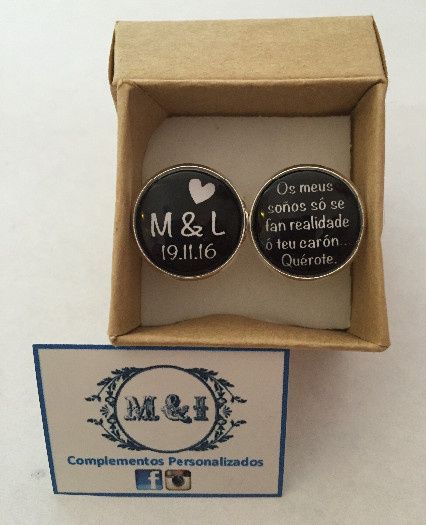 M & L
19.11.16
Os meus
soños só se
fan realidade
ó teu carón...
Quérote.
M & I
Complementos Personalizados